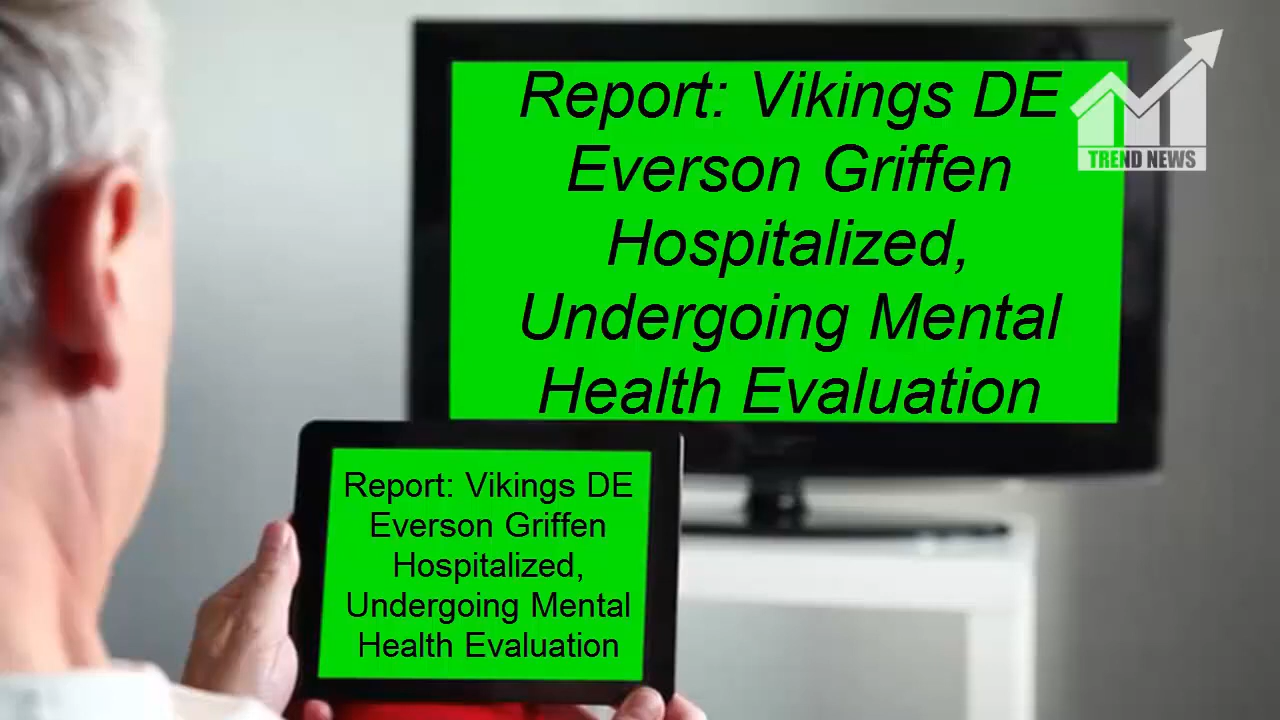 Report: Vikings DE
Everson Griffen
Hospitalized,
Undergoing Mental
Health Evaluation
TREND NEWS
Report: Vikings DE
Everson Griffen
Hospitalized,
Undergoing Mental
Health Evaluation